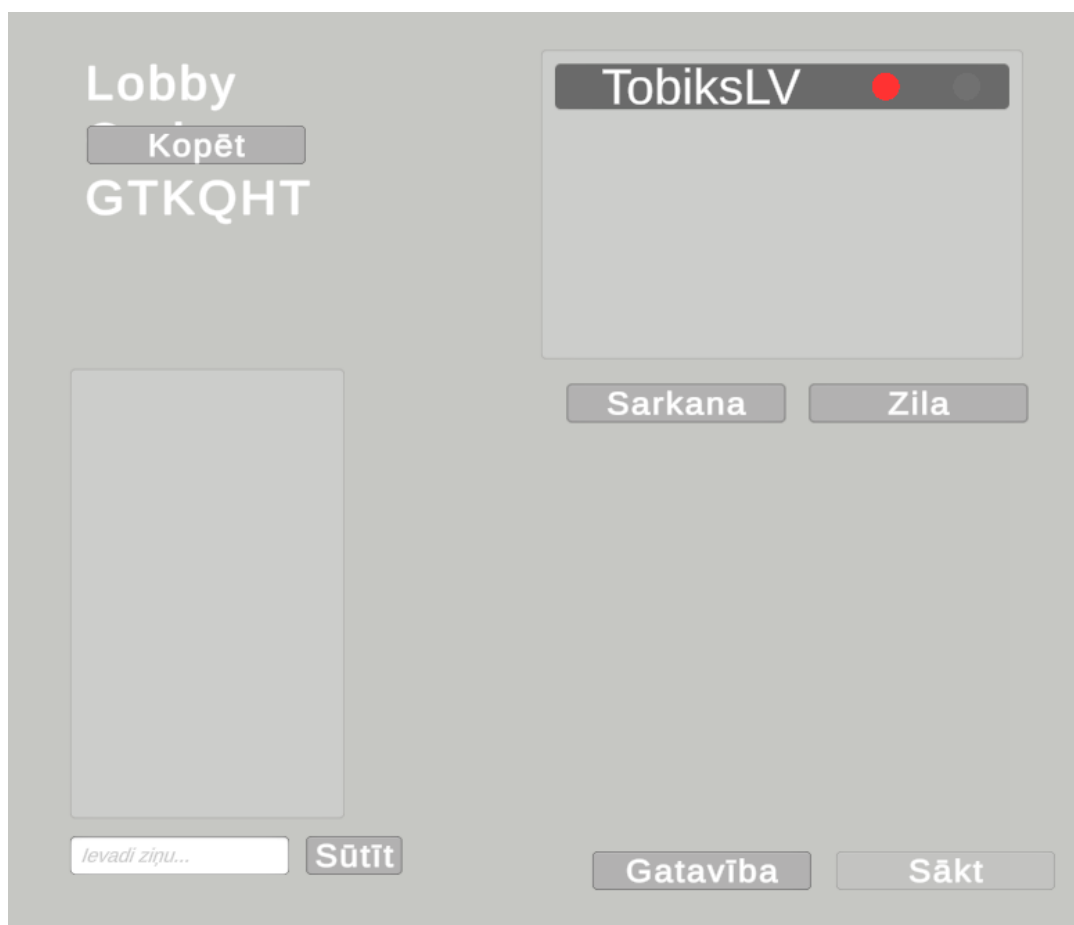 Lobby
Kopēt
GTKQHT
TobiksLV
Sarkana
Zila
Ievadi ziņu...
Sūtīt
Gatavība
Sākt